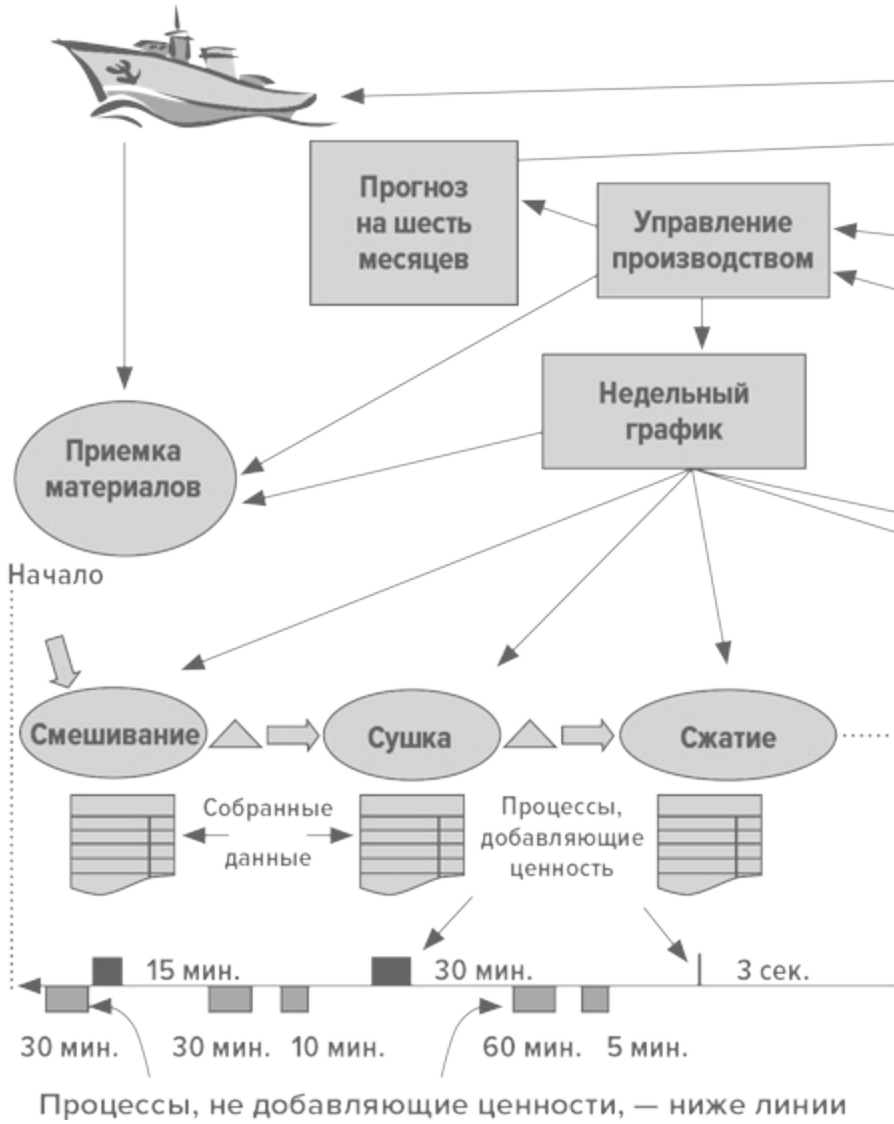 Прогноз
на шесть
месяцев
Управление
производством
Недельный
график
Приемка
материалов
Начало
Смешивание
Сушка
Сжатие
Собранные
данные
Процессы,
добавляющие
ценность
15 мин.
30 мин.
3 сек.
30 мин.
30 мин.
10 мин.
60 мин.
5 мин.
Процессы, не добавляющие ценности, — ниже линии